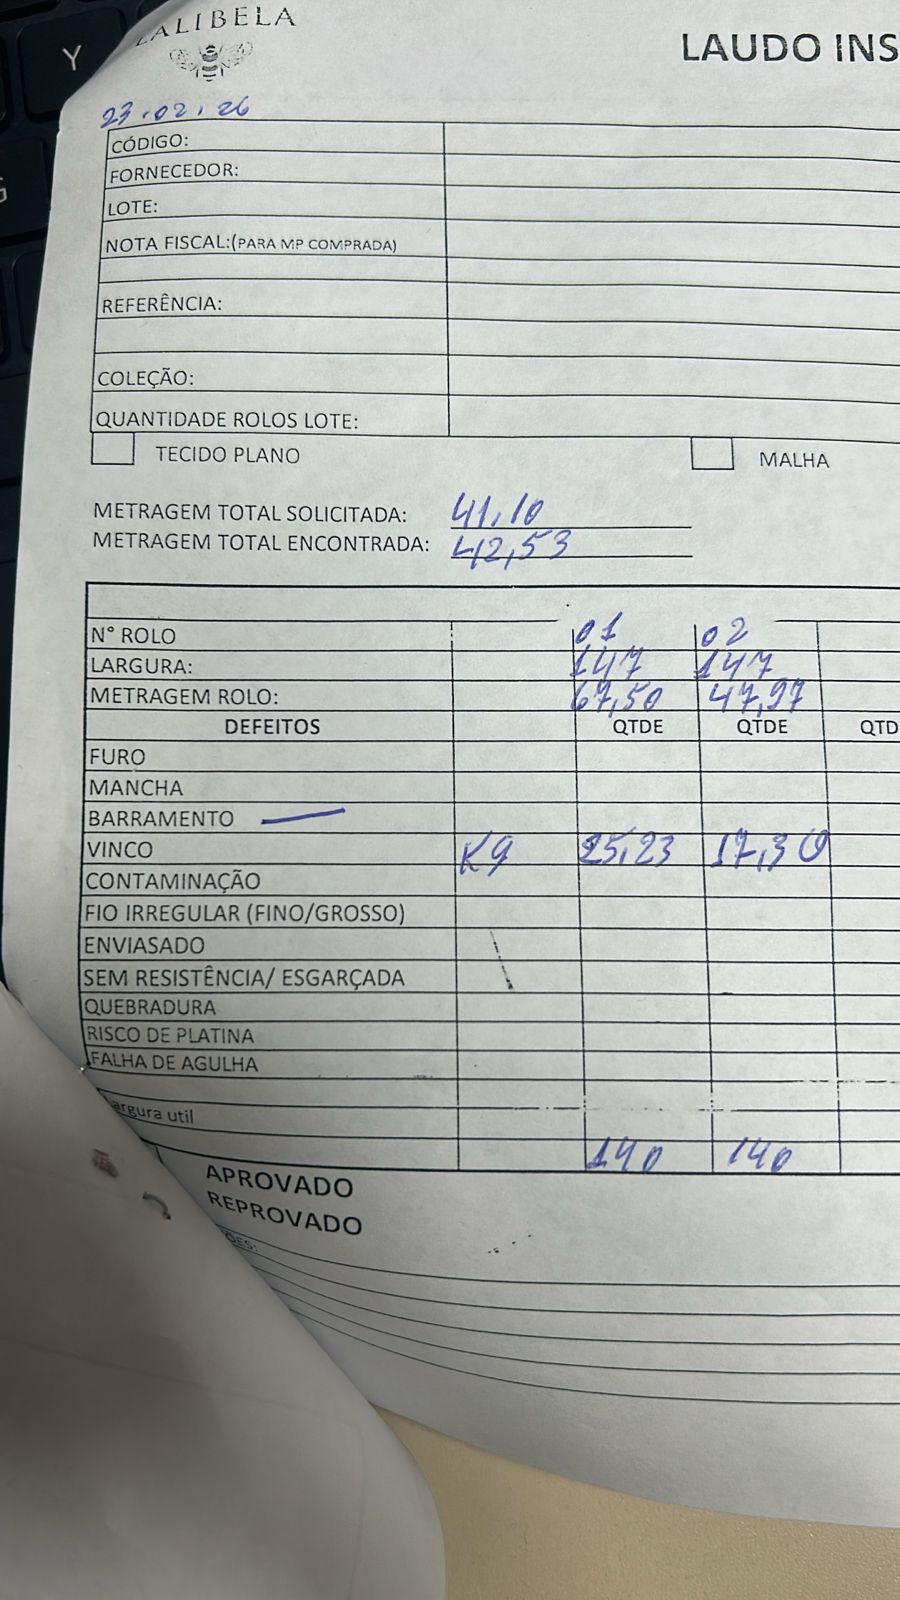 LALIBELA
LAUDO INS
23.02.26
CÓDIGO:
FORNECEDOR:
LOTE:
NOTA FISCAL:(PARA MP COMPRADA)
REFERÊNCIA:
COLEÇÃO:
QUANTIDADE ROLOS LOTE:
TECIDO PLANO MALHA
METRAGEM TOTAL SOLICITADA: 41,10
METRAGEM TOTAL ENCONTRADA: 42,53
N° ROLO 01 02
LARGURA: 147 147
METRAGEM ROLO: 67,50 47,97
DEFEITOS QTDE QTDE QTD
FURO
MANCHA
BARRAMENTO
VINCO Kg 25,23 17,30
CONTAMINAÇÃO
FIO IRREGULAR (FINO/GROSSO)
ENVIASADO
SEM RESISTÊNCIA/ ESGARÇADA
QUEBRADURA
RISCO DE PLATINA
FALHA DE AGULHA
argura util
140 140
APROVADO
REPROVADO
ÕES:
Y